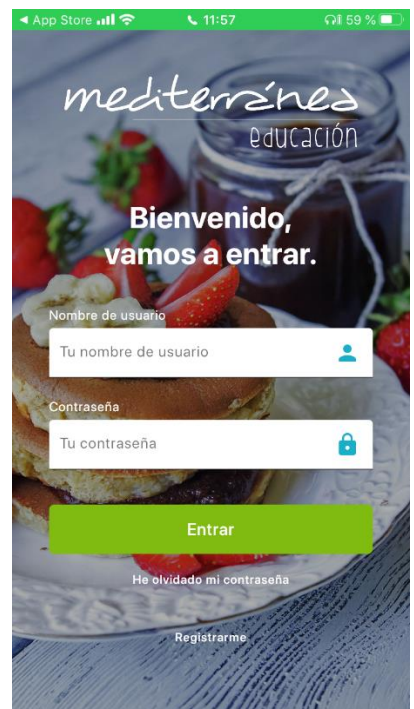 App Store 11:57 59 %
mediterránea
educación
Bienvenido,
vamos a entrar.
Nombre de usuario
Tu nombre de usuario
Contraseña
Tu contraseña
Entrar
He olvidado mi contraseña
Registrarme